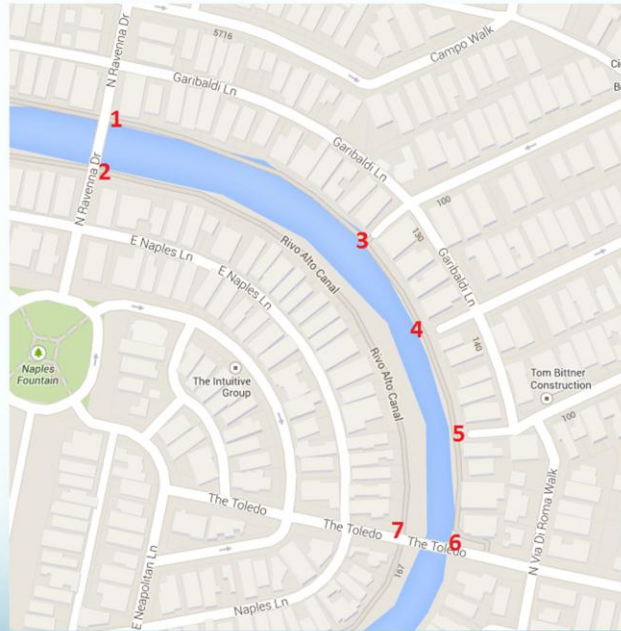 N Ravenna Dr
5716
Campo Walk
Garibaldi Ln
1
2
N Ravenna Dr
Garibaldi Ln
100
3
130
E Naples Ln
Rivo Alto Canal
Garibaldi Ln
E Naples Ln
4
140
Naples
Fountain
The Intuitive
Group
Rivo Alto Canal
Tom Bittner
Construction
100
5
The Toledo
The Toledo
7
The Toledo
6
N Via Di Roma Walk
E Neapolitan Ln
167
Naples Ln